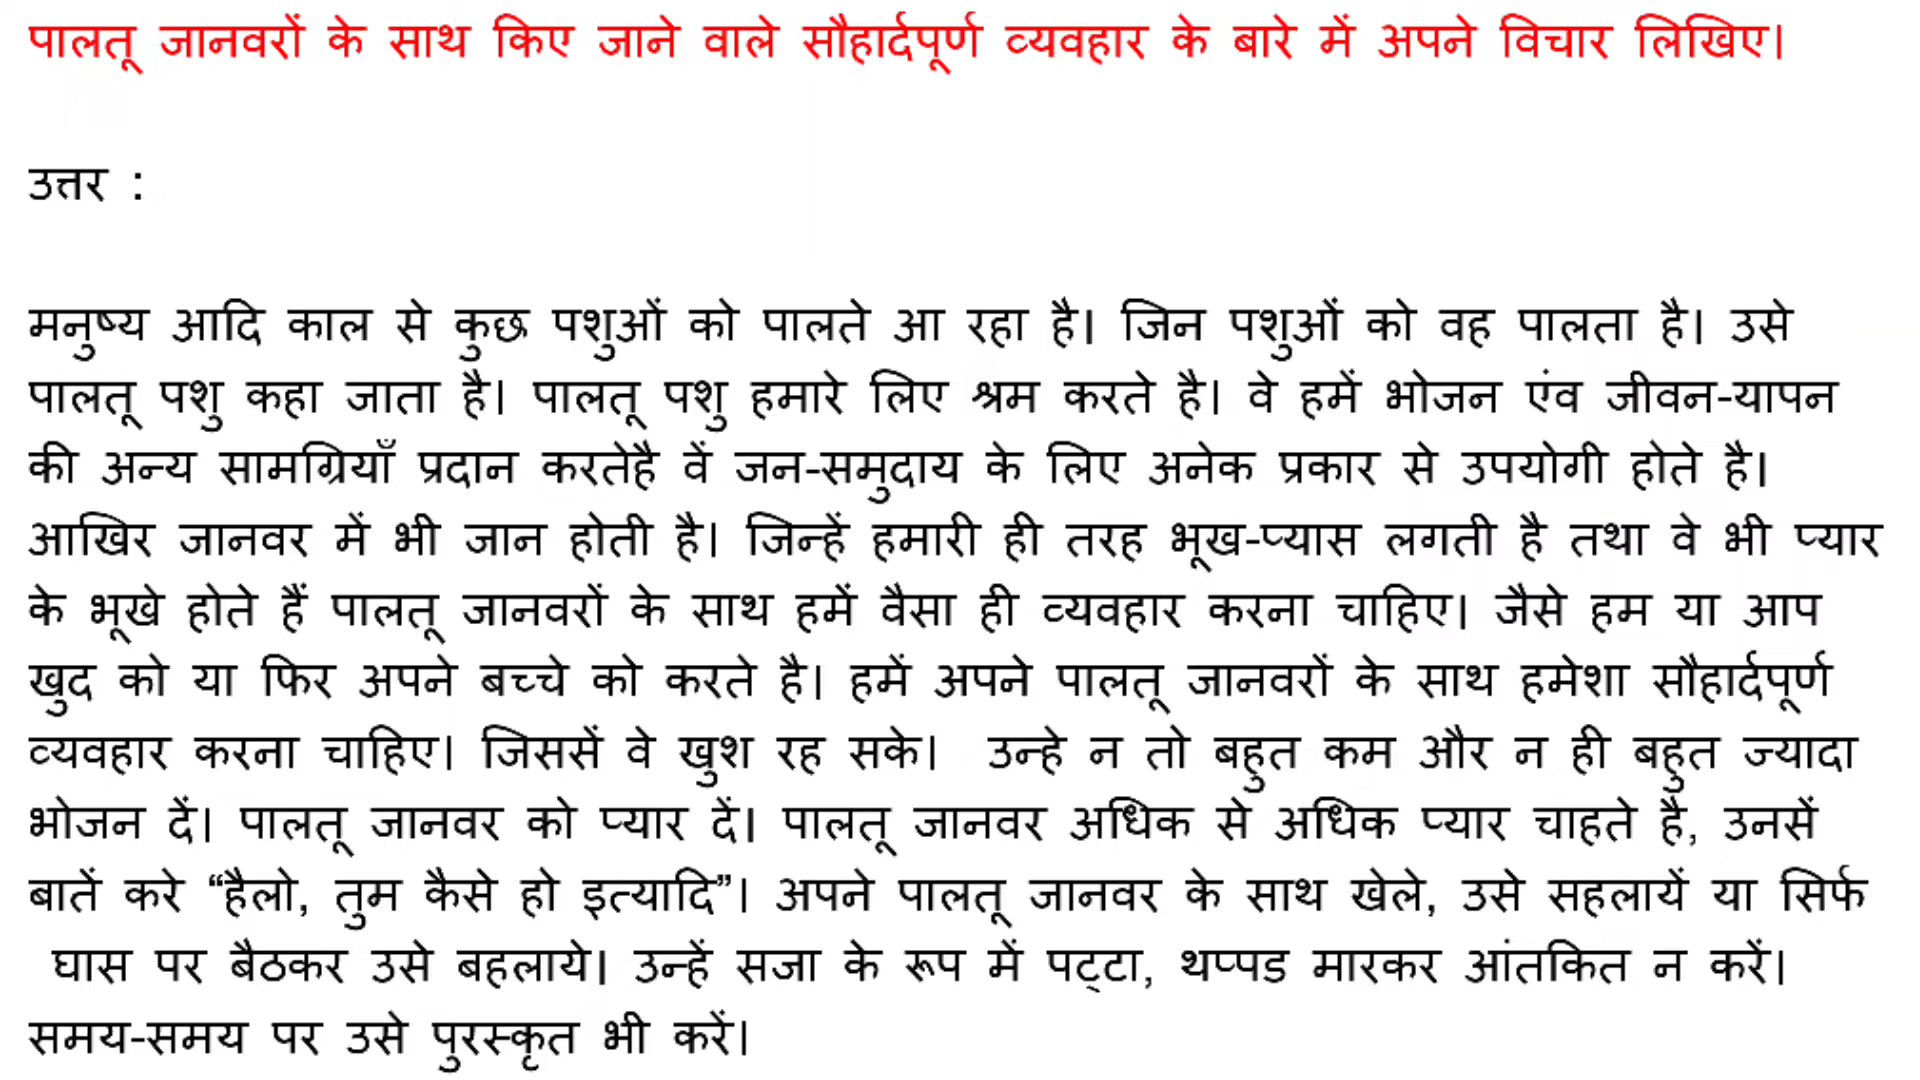 पालतू जानवरों के साथ किए जाने वाले सौहार्दपूर्ण व्यवहार के बारे में अपने विचार लिखिए।
उत्तर :
मनुष्य आदि काल से कुछ पशुओं को पालते आ रहा है। जिन पशुओं को वह पालता है। उसे
पालतू पशु कहा जाता है। पालतू पशु हमारे लिए श्रम करते है। वे हमें भोजन एंव जीवन-यापन
की अन्य सामग्रियाँ प्रदान करतेहै वें जन-समुदाय के लिए अनेक प्रकार से उपयोगी होते है।
आखिर जानवर में भी जान होती है। जिन्हें हमारी ही तरह भूख-प्यास लगती है तथा वे भी प्यार
के भूखे होते हैं पालतू जानवरों के साथ हमें वैसा ही व्यवहार करना चाहिए। जैसे हम या आप
खुद को या फिर अपने बच्चे को करते है। हमें अपने पालतू जानवरों के साथ हमेशा सौहार्दपूर्ण
व्यवहार करना चाहिए। जिससें वे खुश रह सके। उन्हे न तो बहुत कम और न ही बहुत ज्यादा
भोजन दें। पालतू जानवर को प्यार दें। पालतू जानवर अधिक से अधिक प्यार चाहते है, उनसें
बातें करे “हैलो, तुम कैसे हो इत्यादि”। अपने पालतू जानवर के साथ खेले, उसे सहलायें या सिर्फ
घास पर बैठकर उसे बहलाये। उन्हें सजा के रूप में पट्टा, थप्पड मारकर आंतकित न करें।
समय-समय पर उसे पुरस्कृत भी करें।